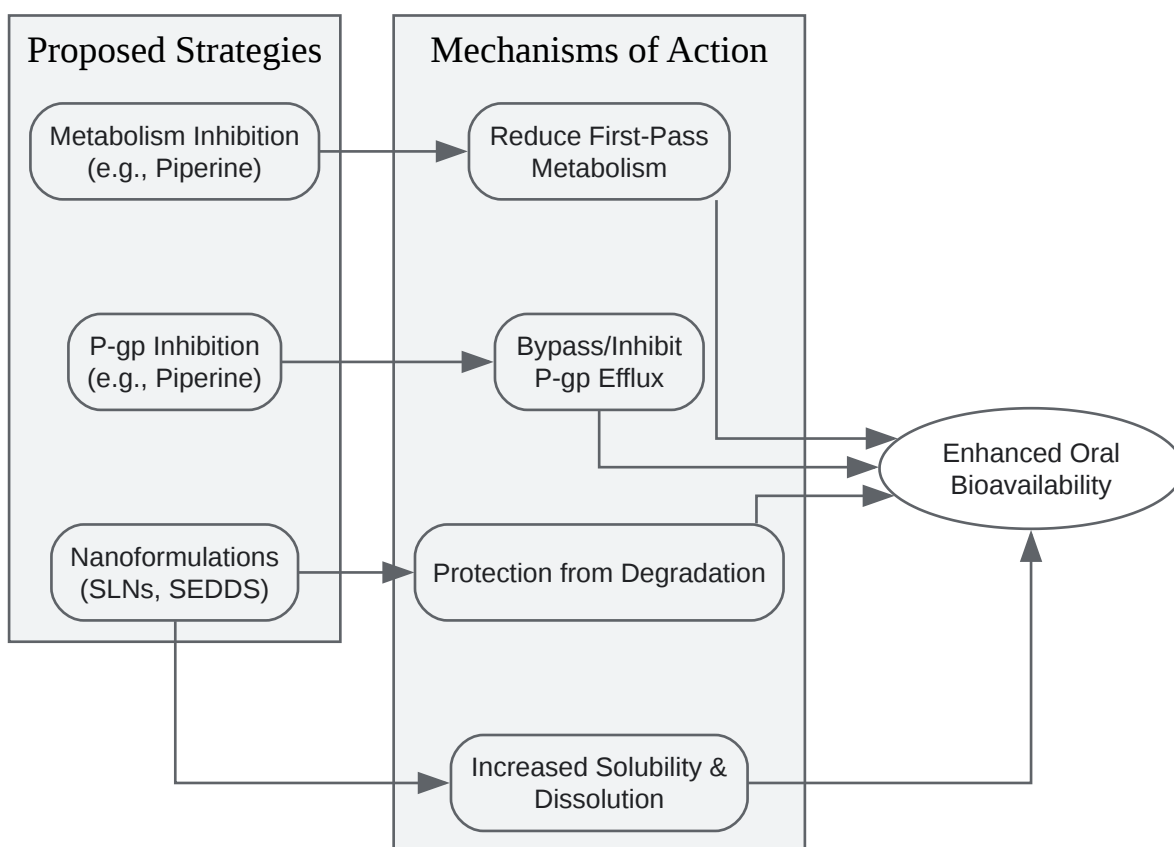 Proposed Strategies
Mechanisms of Action
Metabolism Inhibition
(e.g., Piperine)
Reduce First-Pass
Metabolism
P-gp Inhibition
(e.g., Piperine)
Bypass/Inhibit
P-gp Efflux
Enhanced Oral
Bioavailability
Nanoformulations
(SLNs, SEDDS)
Protection from Degradation
Increased Solubility &
Dissolution